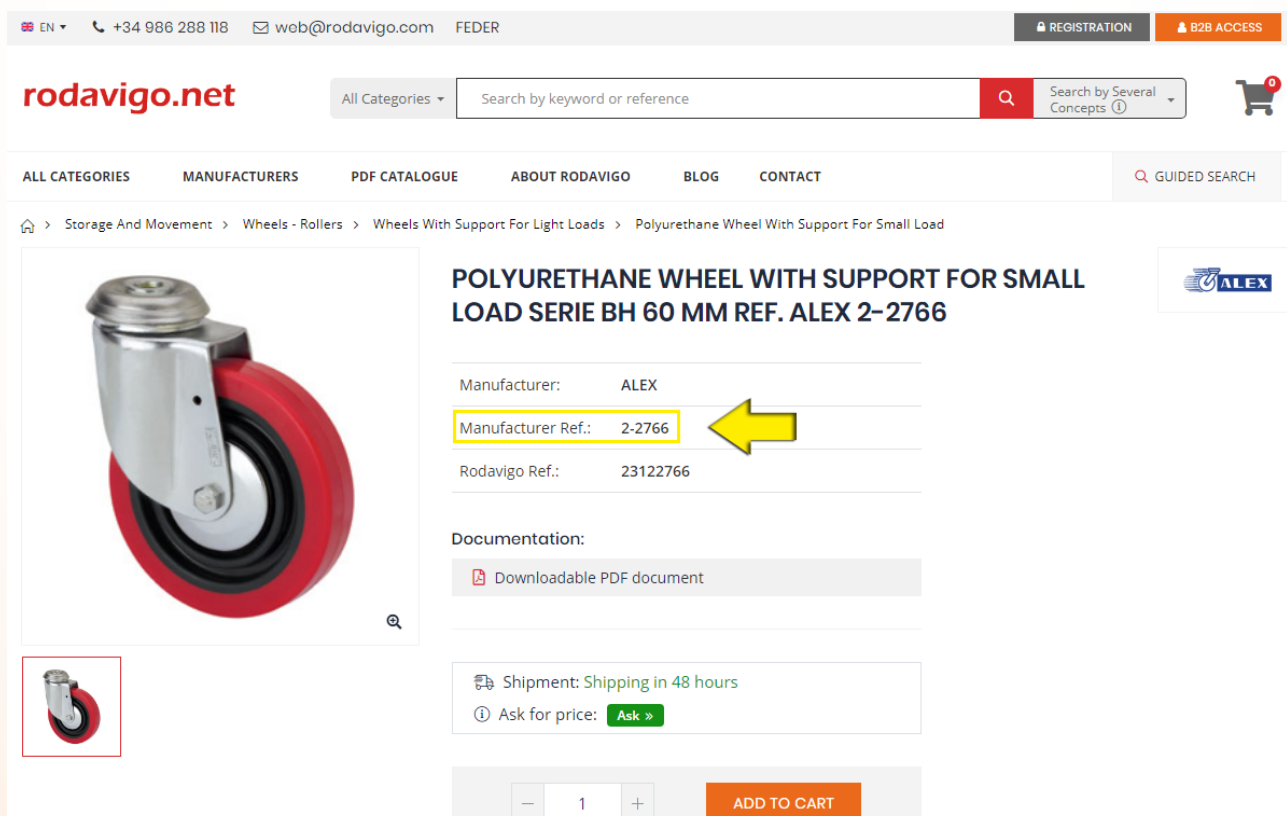 EN
+34 986 288 118
web@rodavigo.com
FEDER
REGISTRATION
B2B ACCESS
rodavigo.net
All Categories
Search by keyword or reference
Search by Several
Concepts
0
ALL CATEGORIES
MANUFACTURERS
PDF CATALOGUE
ABOUT RODAVIGO
BLOG
CONTACT
GUIDED SEARCH
> Storage And Movement > Wheels - Rollers > Wheels With Support For Light Loads > Polyurethane Wheel With Support For Small Load
POLYURETHANE WHEEL WITH SUPPORT FOR SMALL
LOAD SERIE BH 60 MM REF. ALEX 2-2766
ALEX
Manufacturer: ALEX
Manufacturer Ref.: 2-2766
Rodavigo Ref.: 23122766
Documentation:
Downloadable PDF document
Shipment: Shipping in 48 hours
Ask for price: Ask »
− 1 +
ADD TO CART